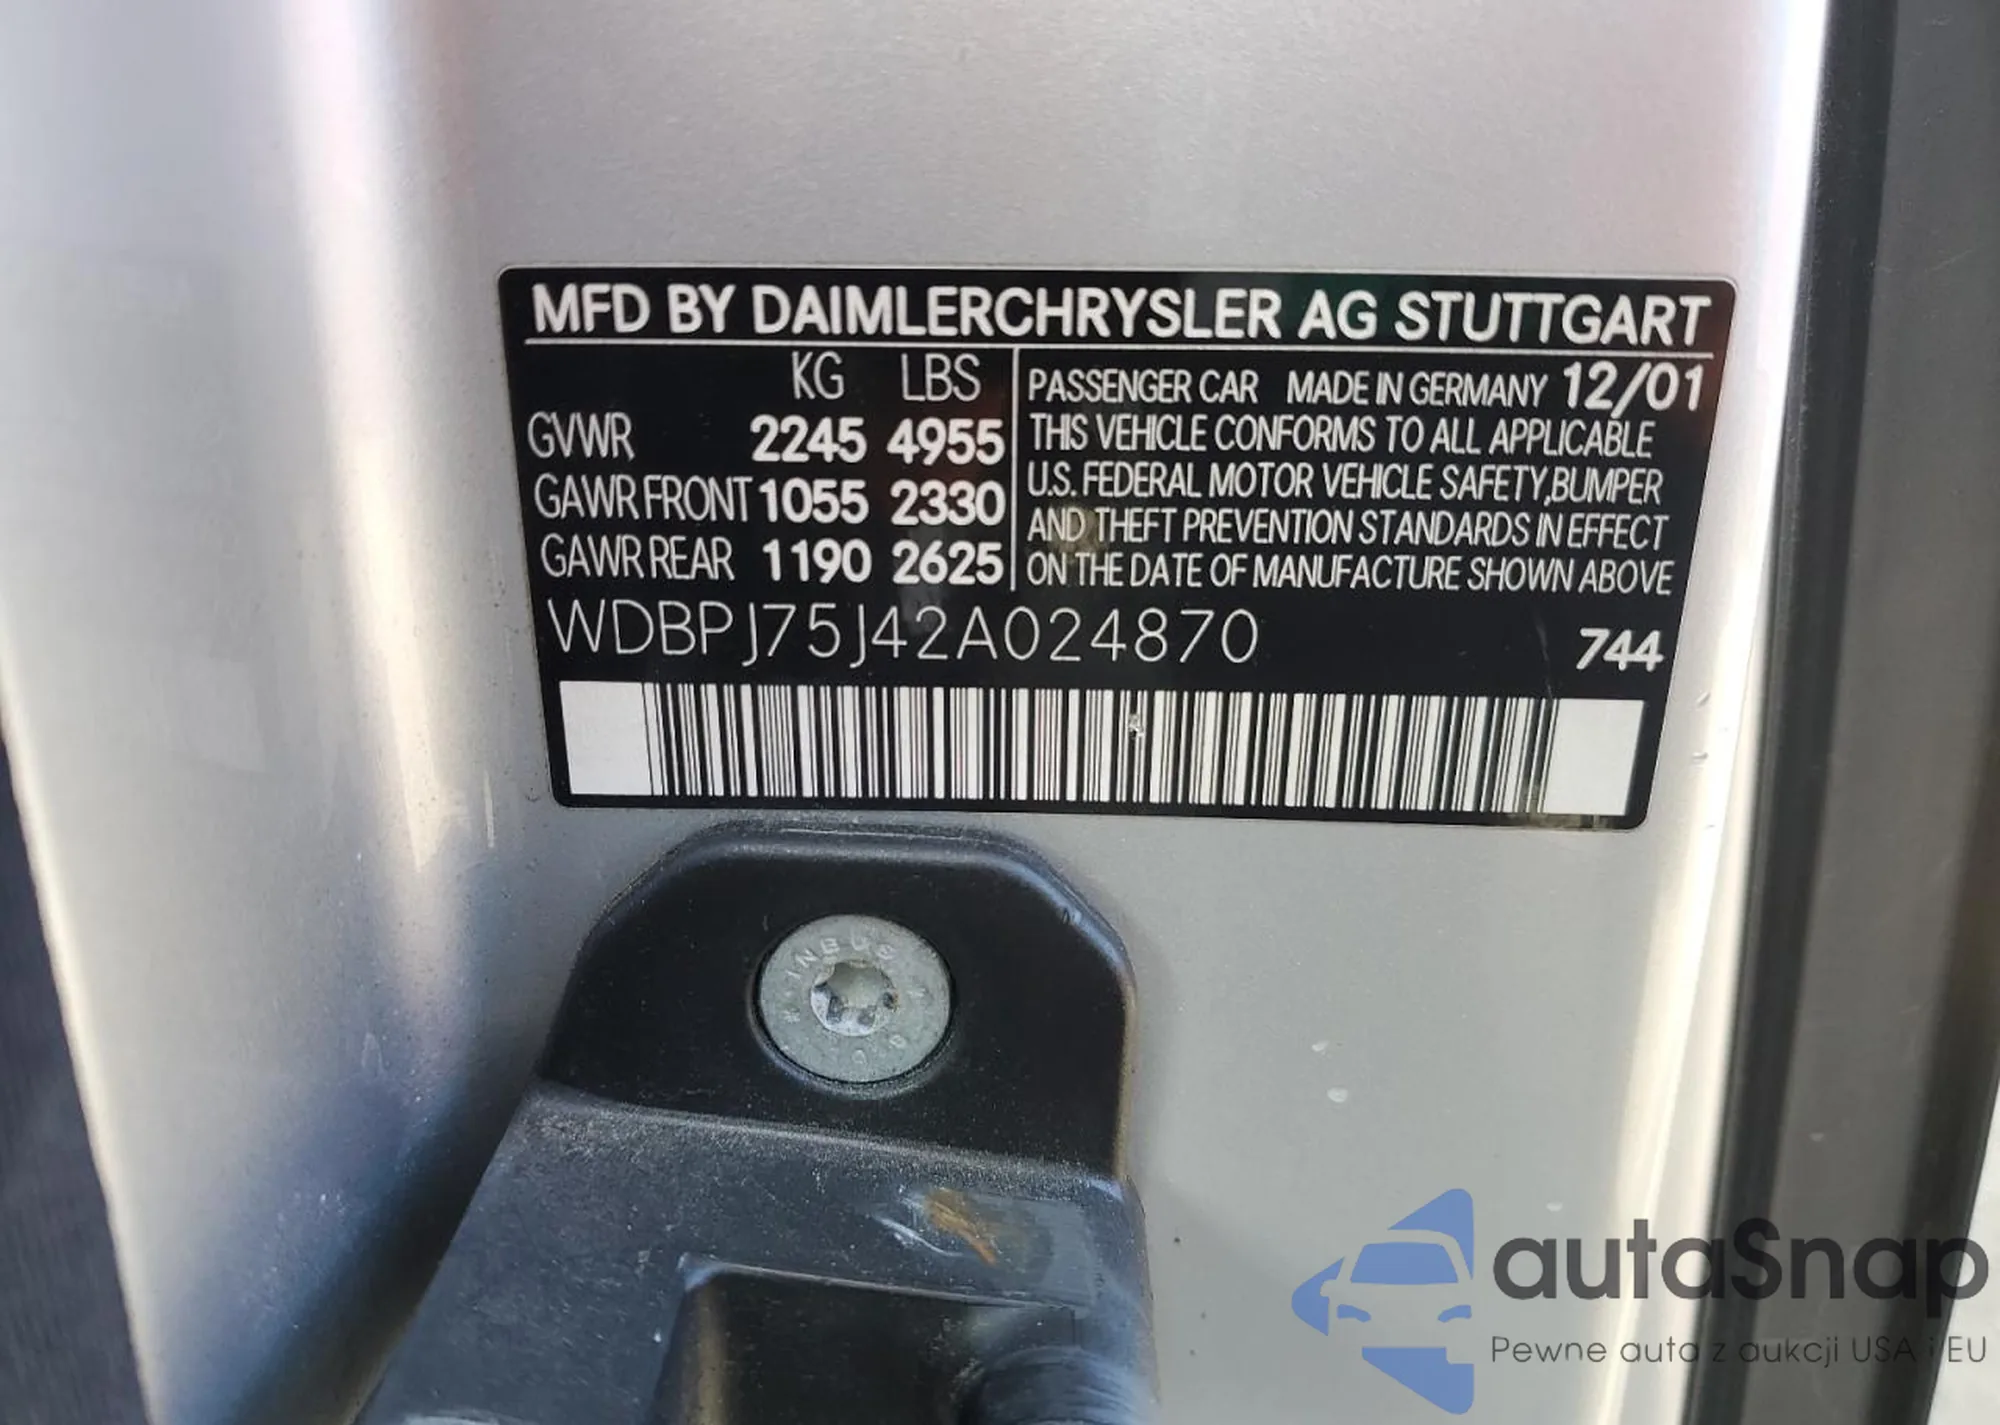 MFD BY DAIMLERCHRYSLER AG STUTTGART
KG LBS
GVWR 2245 4955
GAWR FRONT 1055 2330
GAWR REAR 1190 2625
PASSENGER CAR MADE IN GERMANY 12/01
THIS VEHICLE CONFORMS TO ALL APPLICABLE
U.S. FEDERAL MOTOR VEHICLE SAFETY,BUMPER
AND THEFT PREVENTION STANDARDS IN EFFECT
ON THE DATE OF MANUFACTURE SHOWN ABOVE
WDBPJ75J42A024870 744
INBUS
autaSnap
Pewne auta z aukcji USA i EU